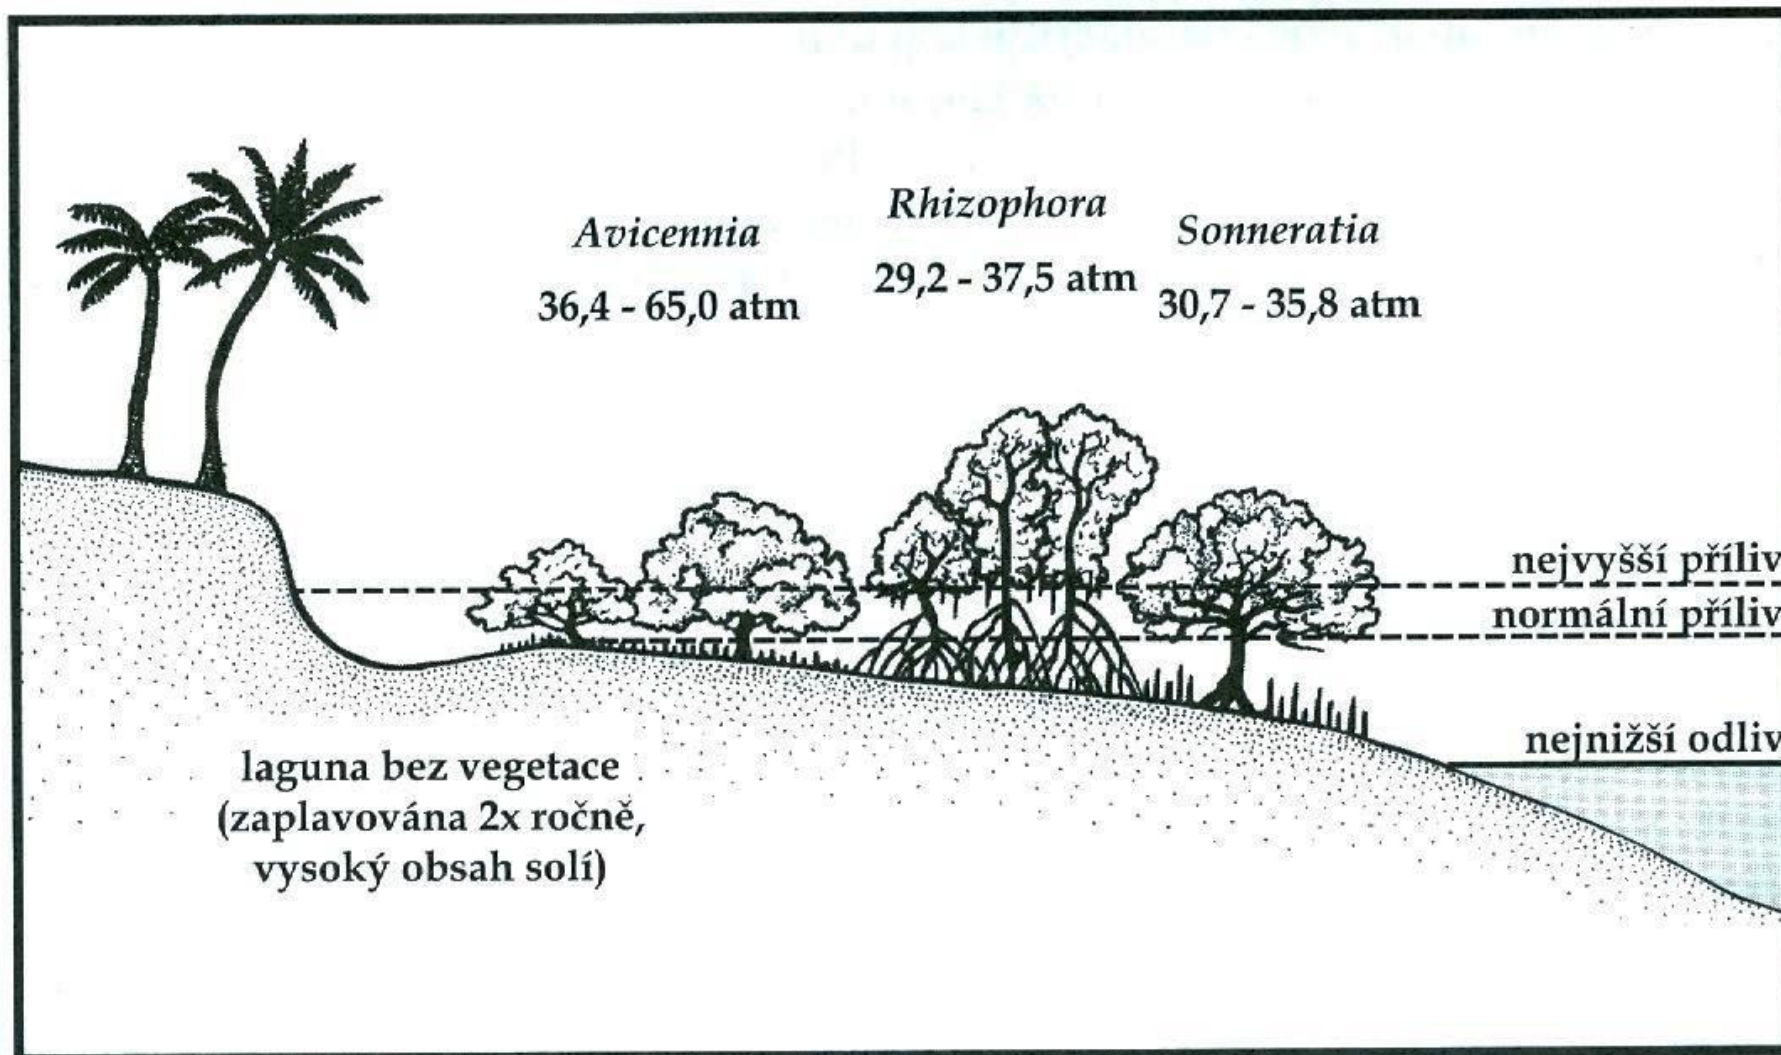 Avicennia
36,4 - 65,0 atm
Rhizophora
29,2 - 37,5 atm
Sonneratia
30,7 - 35,8 atm
nejvyšší příliv
normální příliv
nejnižší odliv
laguna bez vegetace
(zaplavována 2x ročně,
vysoký obsah solí)